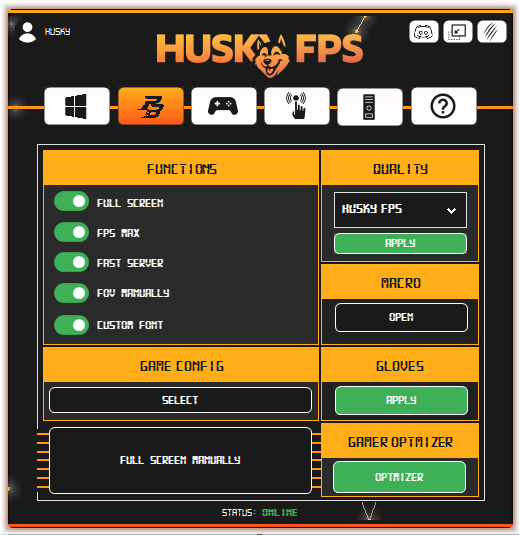 HUSKY
HUSKY FPS
FUNCTIONS
FULL SCREEN
FPS MAX
FAST SERVER
FOV MANUALLY
CUSTOM FONT
QUALITY
HUSKY FPS
APPLY
MACRO
OPEN
GAME CONFIG
SELECT
GLOVES
APPLY
FULL SCREEN MANUALLY
GAMER OPTMIZER
OPTMIZER
STATUS: ONLINE